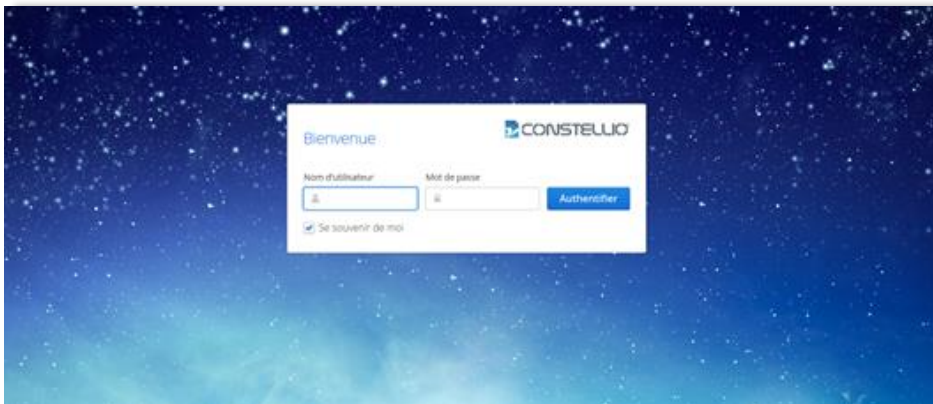 Bienvenue
CONSTELLIO
Nom d'utilisateur
Mot de passe
Authentifier
Se souvenir de moi